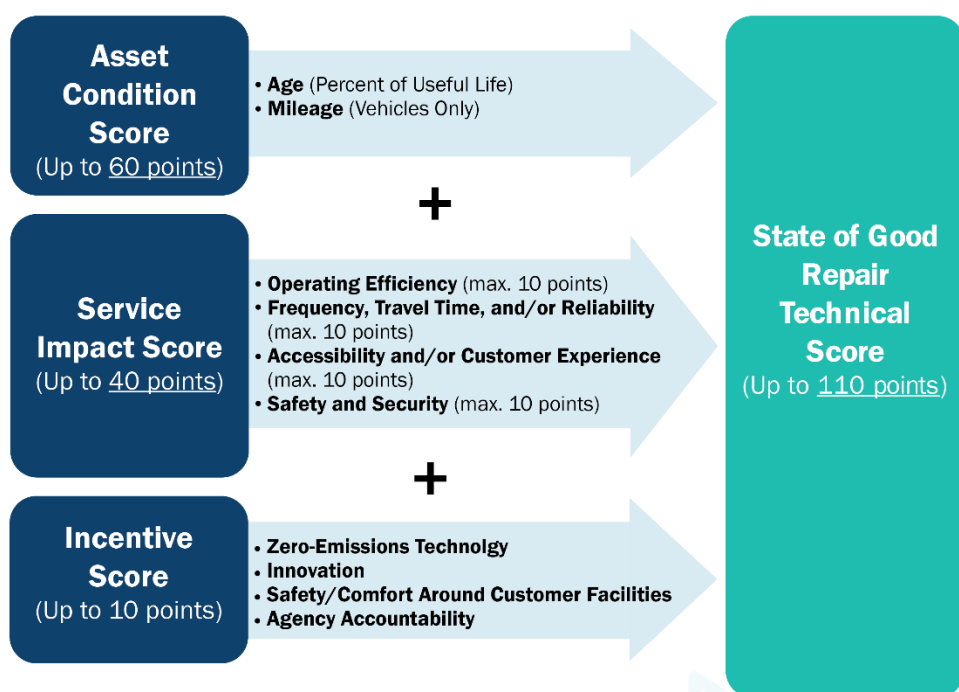 Asset
Condition
Score
(Up to 60 points)
• Age (Percent of Useful Life)
• Mileage (Vehicles Only)
+
Service
Impact Score
(Up to 40 points)
• Operating Efficiency (max. 10 points)
• Frequency, Travel Time, and/or Reliability
(max. 10 points)
• Accessibility and/or Customer Experience
(max. 10 points)
• Safety and Security (max. 10 points)
+
Incentive
Score
(Up to 10 points)
• Zero-Emissions Technolgy
• Innovation
• Safety/Comfort Around Customer Facilities
• Agency Accountability
State of Good
Repair
Technical
Score
(Up to 110 points)